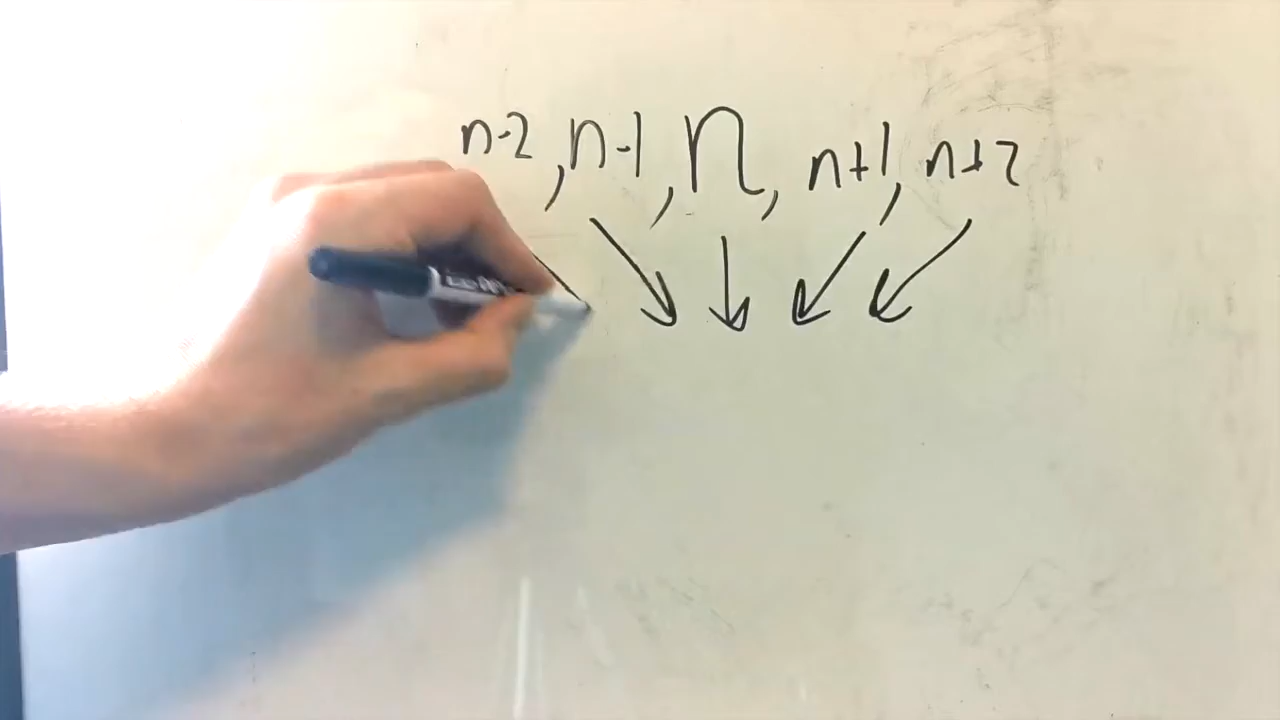 n-2, n-1, n, n+1, n+2